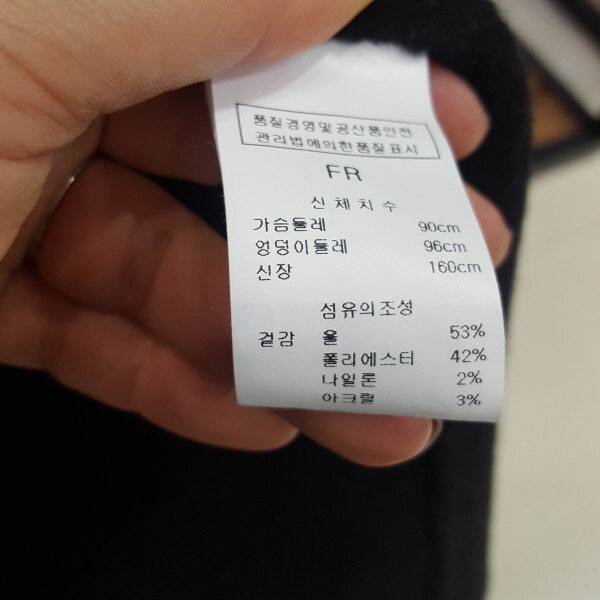 품질경영및공산품안전
관리법에의한품질표시
FR
신체치수
가슴둘레 90cm
엉덩이둘레 96cm
신장 160cm
섬유의조성
겉감 울 53%
폴리에스터 42%
나일론 2%
아크릴 3%